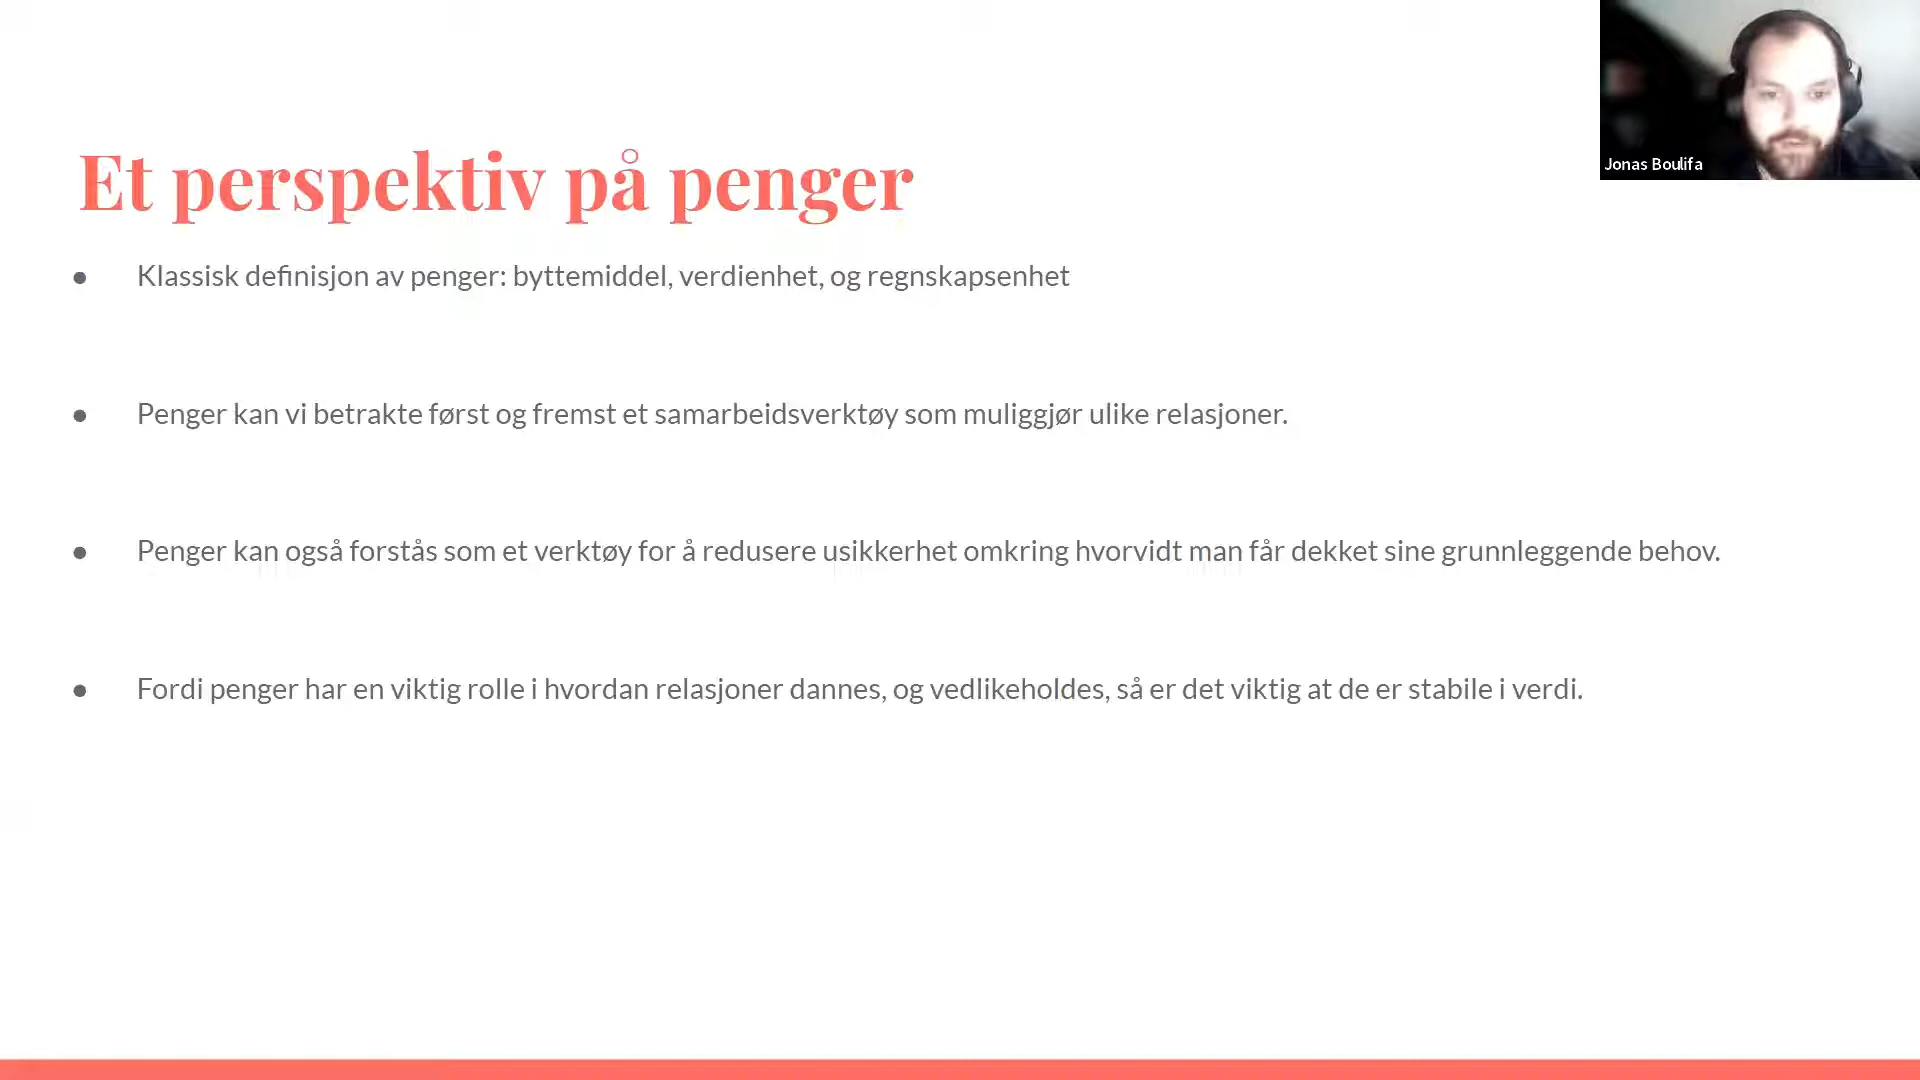 Et perspektiv på penger
Jonas Boulifa
● Klassisk definisjon av penger: byttemiddel, verdienhet, og regnskapsenhet
● Penger kan vi betrakte først og fremst et samarbeidsverktøy som muliggjør ulike relasjoner.
● Penger kan også forstås som et verktøy for å redusere usikkerhet omkring hvorvidt man får dekket sine grunnleggende behov.
● Fordi penger har en viktig rolle i hvordan relasjoner dannes, og vedlikeholdes, så er det viktig at de er stabile i verdi.